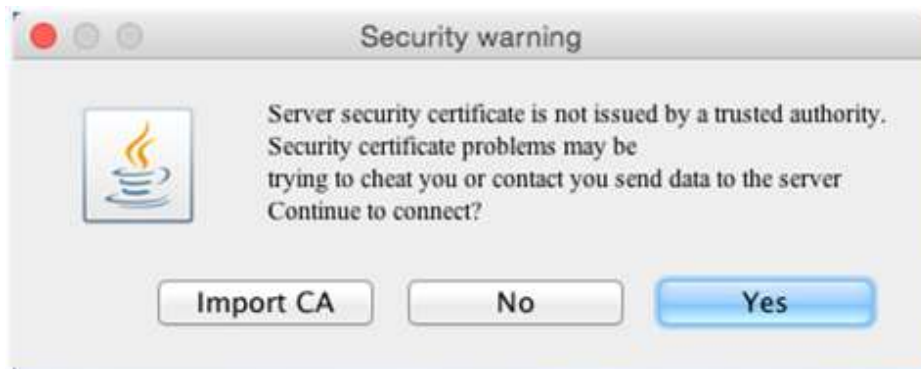 Security warning
Server security certificate is not issued by a trusted authority.
Security certificate problems may be
trying to cheat you or contact you send data to the server
Continue to connect?
Import CA
No
Yes